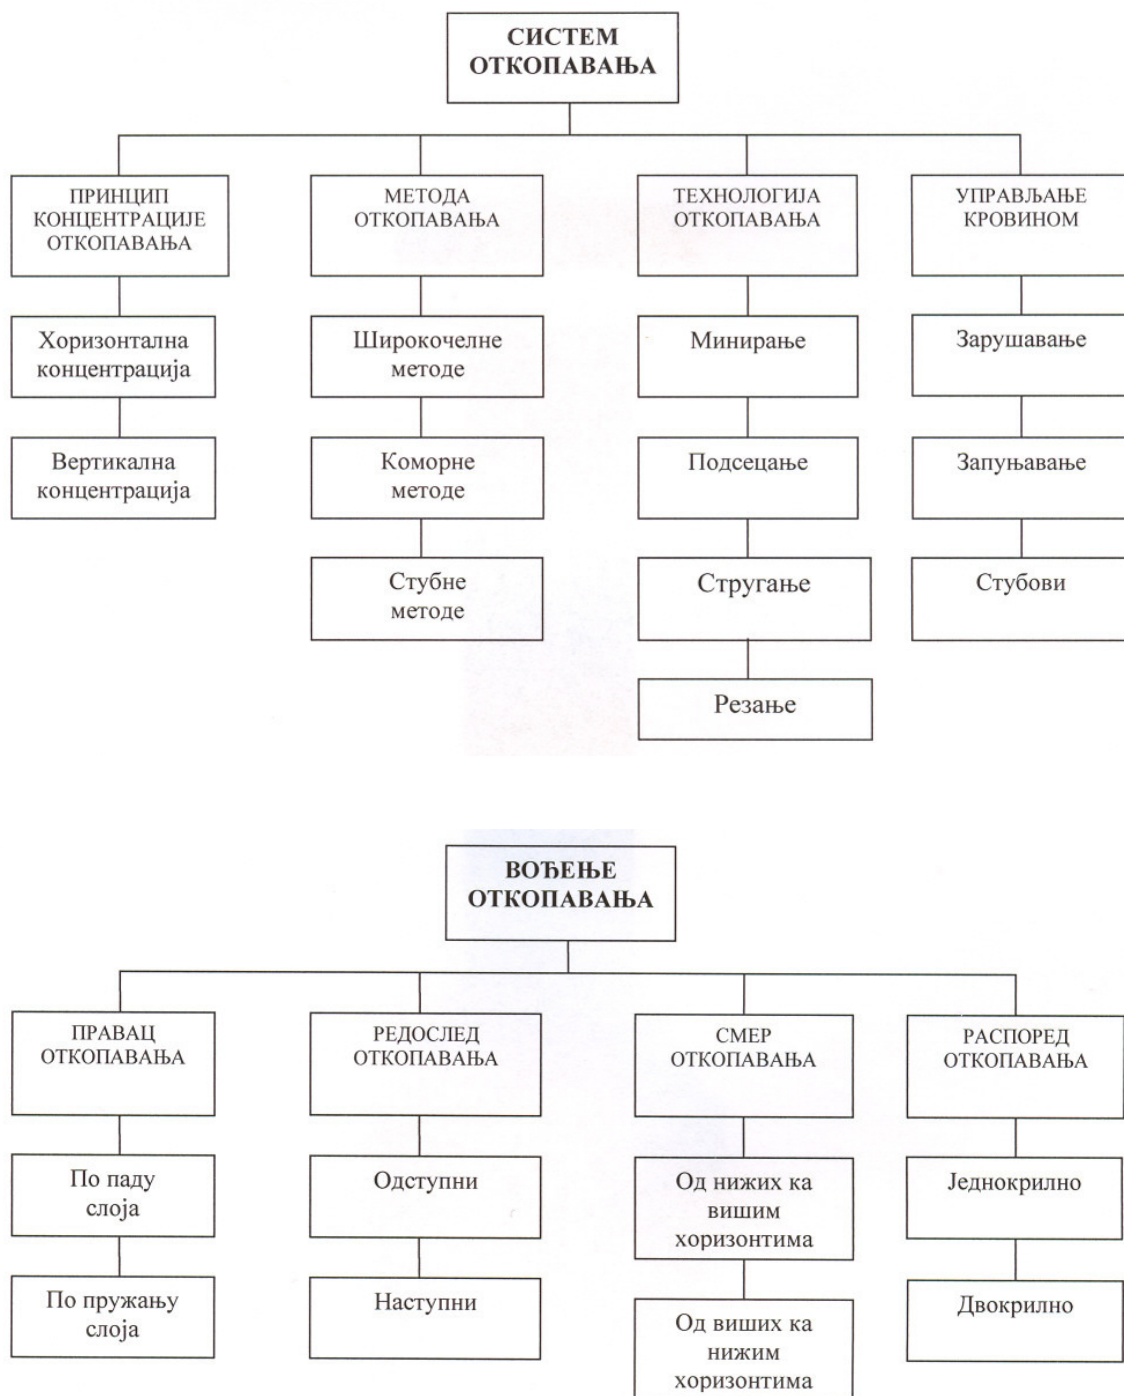 СИСТЕМ
ОТКОПАВАЊА
ПРИНЦИП
КОНЦЕНТРАЦИЈЕ
ОТКОПАВАЊА
МЕТОДА
ОТКОПАВАЊА
ТЕХНОЛОГИЈА
ОТКОПАВАЊА
УПРАВЉАЊЕ
КРОВИНОМ
Хоризонтална
концентрација
Широкочелне
методе
Минирање
Зарушавање
Вертикална
концентрација
Коморне
методе
Подсецање
Запуњавање
Стубне
методе
Стругање
Стубови
Резање
ВОЂЕЊЕ
ОТКОПАВАЊА
ПРАВАЦ
ОТКОПАВАЊА
РЕДОСЛЕД
ОТКОПАВАЊА
СМЕР
ОТКОПАВАЊА
РАСПОРЕД
ОТКОПАВАЊА
По паду
слоја
Одступни
Од нижих ка
вишим
хоризонтима
Једнокрилно
По пружању
слоја
Наступни
Од виших ка
нижим
хоризонтима
Двокрилно